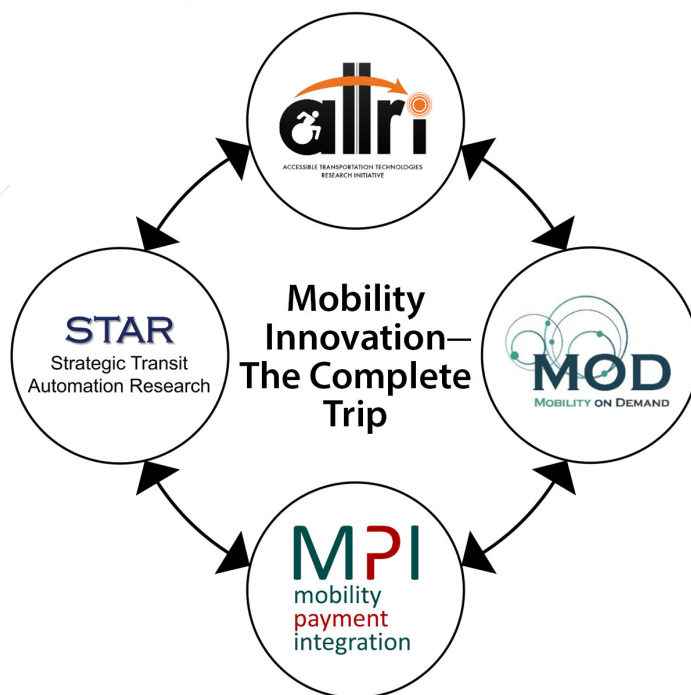 allri
ACCESSIBLE TRANSPORTATION TECHNOLOGIES
RESEARCH INITIATIVE
STAR
Strategic Transit
Automation Research
Mobility
Innovation—
The Complete
Trip
MOD
MOBILITY ON DEMAND
MPI
mobility
payment
integration